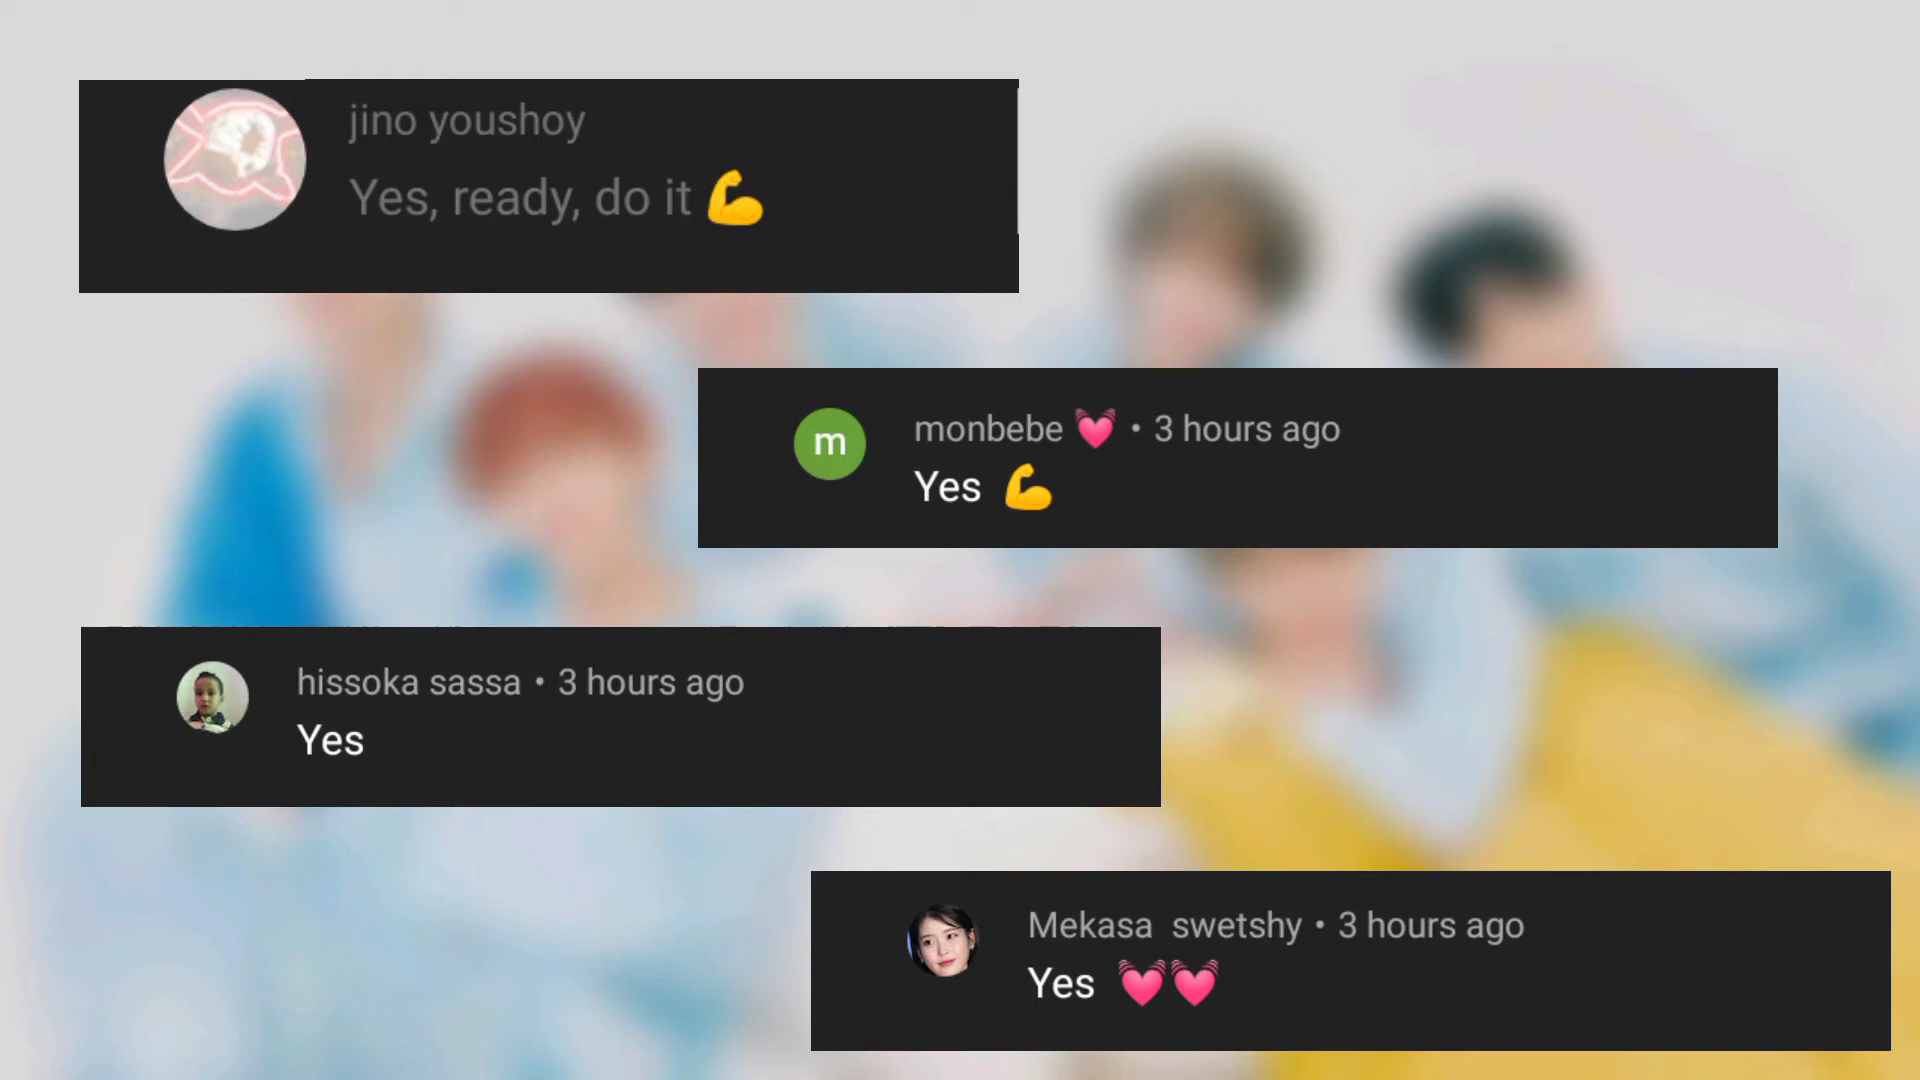 jino youshoy
Yes, ready, do it 💪
m
monbebe 💓 • 3 hours ago
Yes 💪
hissoka sassa • 3 hours ago
Yes
Mekasa swetshy • 3 hours ago
Yes 💓💓